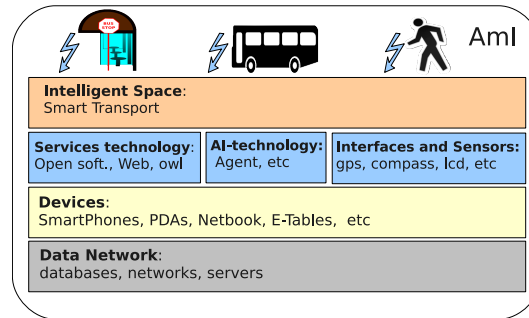 BUS
STOP
AmI
Intelligent Space:
Smart Transport
Services technology:
Open soft., Web, owl
AI-technology:
Agent, etc
Interfaces and Sensors:
gps, compass, lcd, etc
Devices:
SmartPhones, PDAs, Netbook, E-Tables, etc
Data Network:
databases, networks, servers